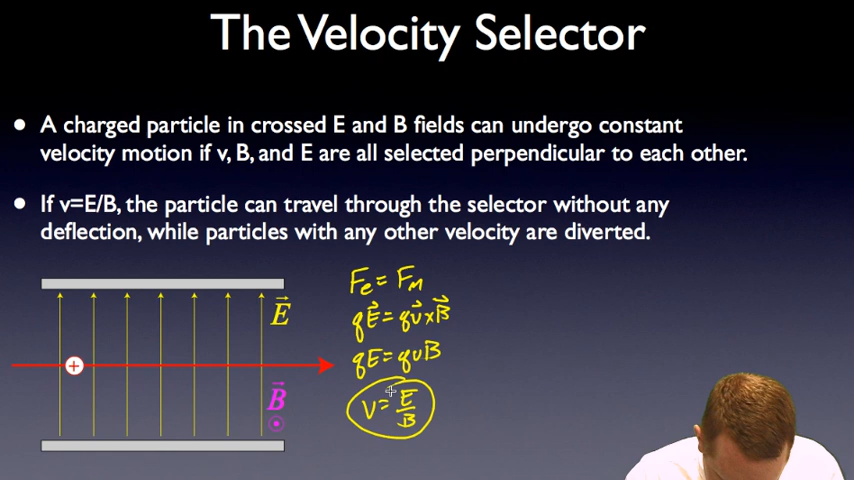 The Velocity Selector
• A charged particle in crossed E and B fields can undergo constant
velocity motion if v, B, and E are all selected perpendicular to each other.
• If v=E/B, the particle can travel through the selector without any
deflection, while particles with any other velocity are diverted.
Fe = FM
qE⃗ = qv⃗ x B⃗
qE = qvB
v = E/B
E⃗
+
B⃗